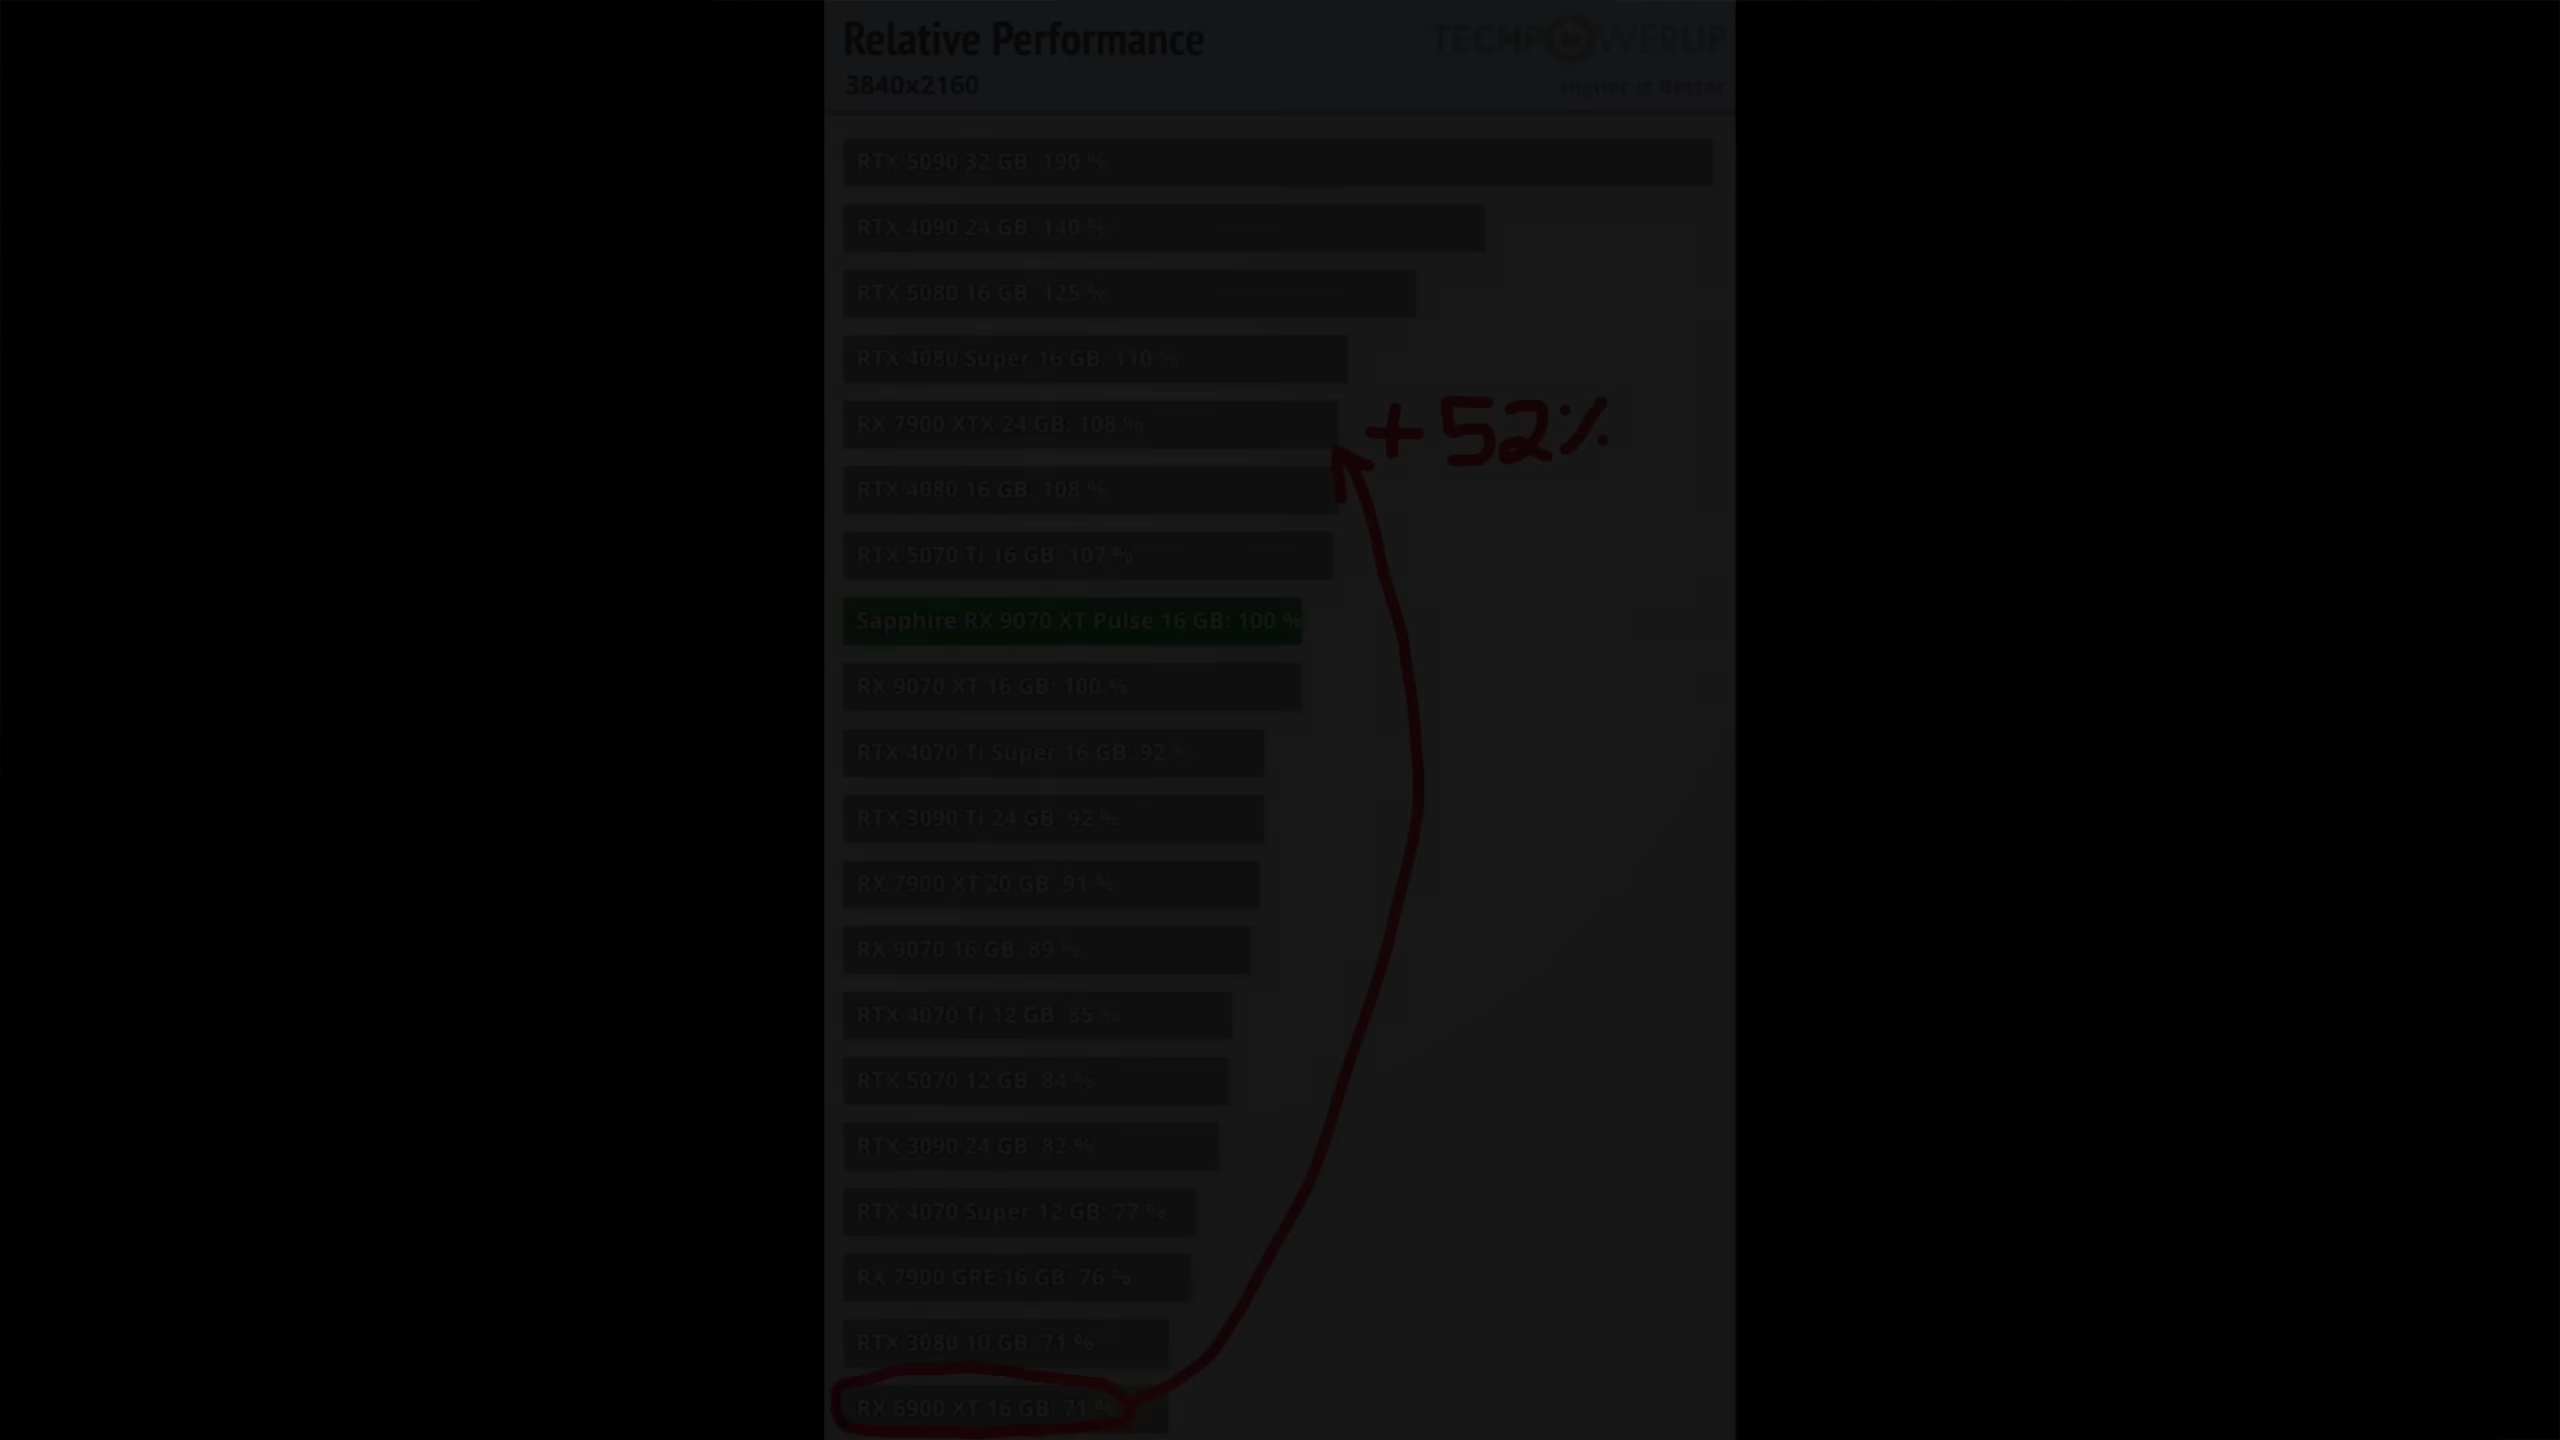 Relative Performance
TECHPOWERUP
3840x2160
Higher is Better
RTX 5090 32 GB: 190 %
RTX 4090 24 GB: 140 %
RTX 5080 16 GB: 125 %
RTX 4080 Super 16 GB: 110 %
RX 7900 XTX 24 GB: 108 %
+52%
RTX 4080 16 GB: 108 %
RTX 5070 Ti 16 GB: 107 %
Sapphire RX 9070 XT Pulse 16 GB: 100 %
RX 9070 XT 16 GB: 100 %
RTX 4070 Ti Super 16 GB: 92 %
RTX 3090 Ti 24 GB: 92 %
RX 7900 XT 20 GB: 91 %
RX 9070 16 GB: 89 %
RTX 4070 Ti 12 GB: 85 %
RTX 5070 12 GB: 84 %
RTX 3090 24 GB: 82 %
RTX 4070 Super 12 GB: 77 %
RX 7900 GRE 16 GB: 76 %
RTX 3080 10 GB: 71 %
RX 6900 XT 16 GB: 71 %